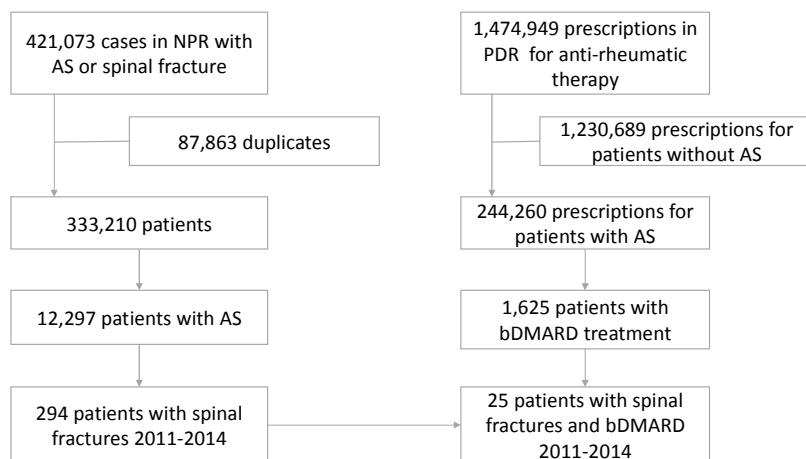 421,073 cases in NPR with
AS or spinal fracture
87,863 duplicates
333,210 patients
12,297 patients with AS
294 patients with spinal
fractures 2011-2014
1,474,949 prescriptions in
PDR for anti-rheumatic
therapy
1,230,689 prescriptions for
patients without AS
244,260 prescriptions for
patients with AS
1,625 patients with
bDMARD treatment
25 patients with spinal
fractures and bDMARD
2011-2014